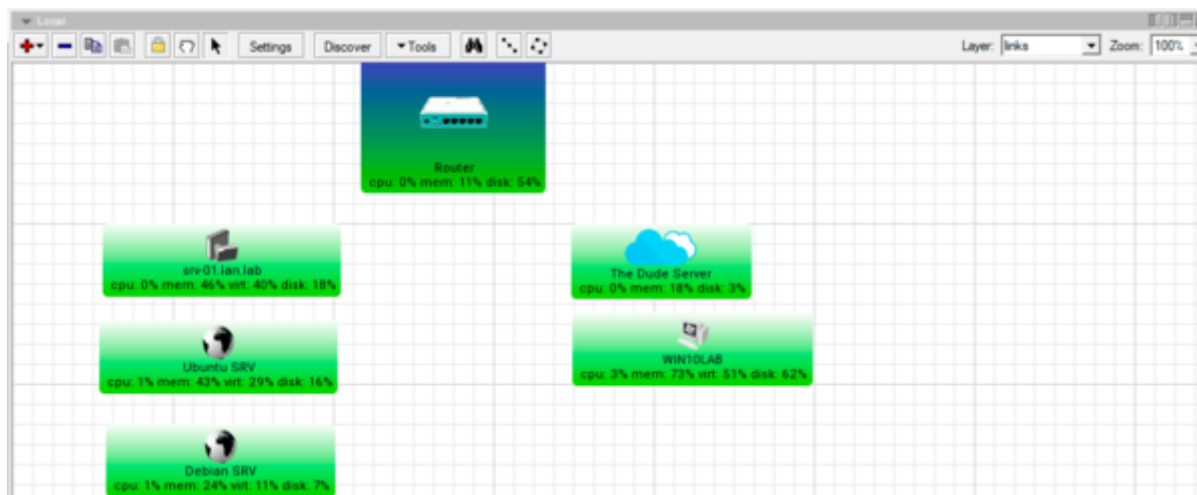 Local
Settings Discover Tools Layer: links Zoom: 100%
Router
cpu: 0% mem: 11% disk: 54%
srv-01.lan.lab
cpu: 0% mem: 46% virt: 40% disk: 18%
The Dude Server
cpu: 0% mem: 18% disk: 3%
Ubuntu SRV
cpu: 1% mem: 43% virt: 29% disk: 16%
WIN10LAB
cpu: 3% mem: 73% virt: 51% disk: 62%
Debian SRV
cpu: 1% mem: 24% virt: 11% disk: 7%